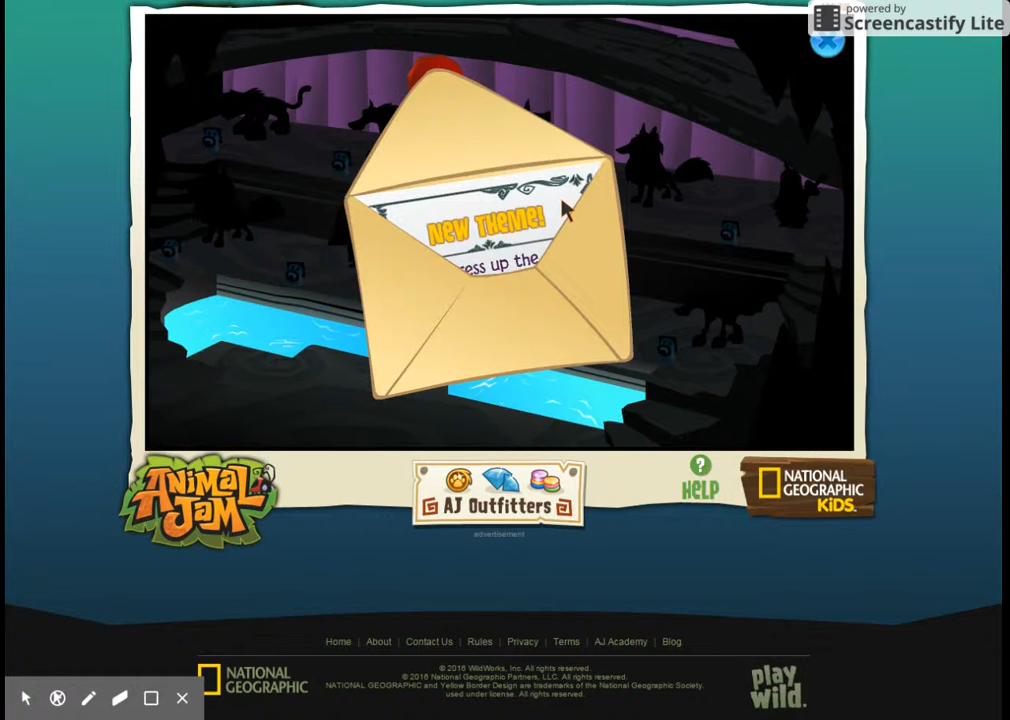 powered by
Screencastify Lite
NEW THEME!
ress up the
ANIMAL
JAM
AJ Outfitters
?
HELP
NATIONAL
GEOGRAPHIC
KiDS
advertisement
Home | About | Contact Us | Rules | Privacy | Terms | AJ Academy | Blog
NATIONAL
GEOGRAPHIC
© 2016 WildWorks, Inc. All rights reserved.
© 2016 National Geographic Partners, LLC. All rights reserved.
NATIONAL GEOGRAPHIC and Yellow Border Design are trademarks of the National Geographic Society.
used under license. All rights reserved.
play
wild.